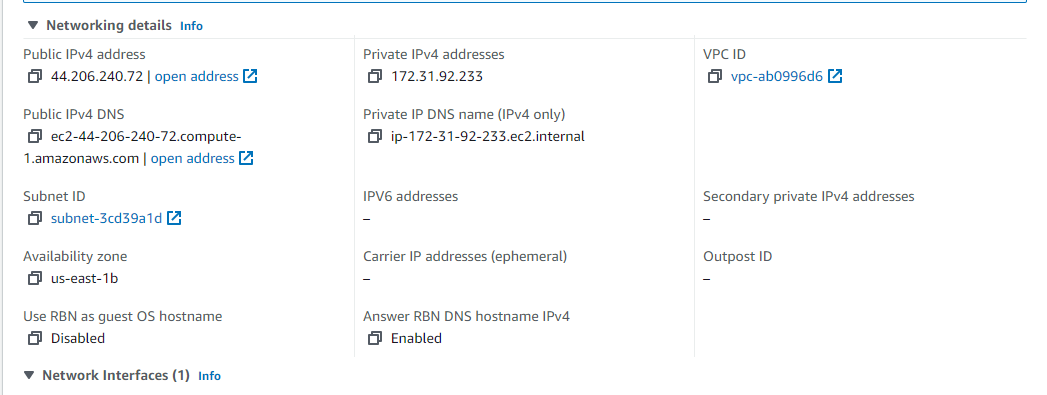 Networking details Info
Public IPv4 address
44.206.240.72 | open address
Private IPv4 addresses
172.31.92.233
VPC ID
vpc-ab0996d6
Public IPv4 DNS
ec2-44-206-240-72.compute-
1.amazonaws.com | open address
Private IP DNS name (IPv4 only)
ip-172-31-92-233.ec2.internal
Subnet ID
subnet-3cd39a1d
IPV6 addresses
–
Secondary private IPv4 addresses
–
Availability zone
us-east-1b
Carrier IP addresses (ephemeral)
–
Outpost ID
–
Use RBN as guest OS hostname
Disabled
Answer RBN DNS hostname IPv4
Enabled
Network Interfaces (1) Info